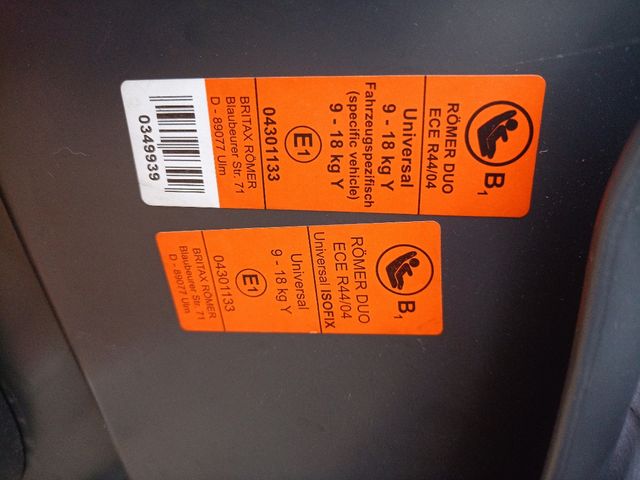 B1
RÖMER DUO
ECE R44/04
Universal
9 - 18 kg Y
Fahrzeugspezifisch
(specific vehicle)
9 - 18 kg Y
E1
04301133
BRITAX RÖMER
Blaubeurer Str. 71
D - 89077 Ulm
0349939
B1
RÖMER DUO
ECE R44/04
Universal ISOFIX
Universal
9 - 18 kg Y
E1
04301133
BRITAX RÖMER
Blaubeurer Str. 71
D - 89077 Ulm